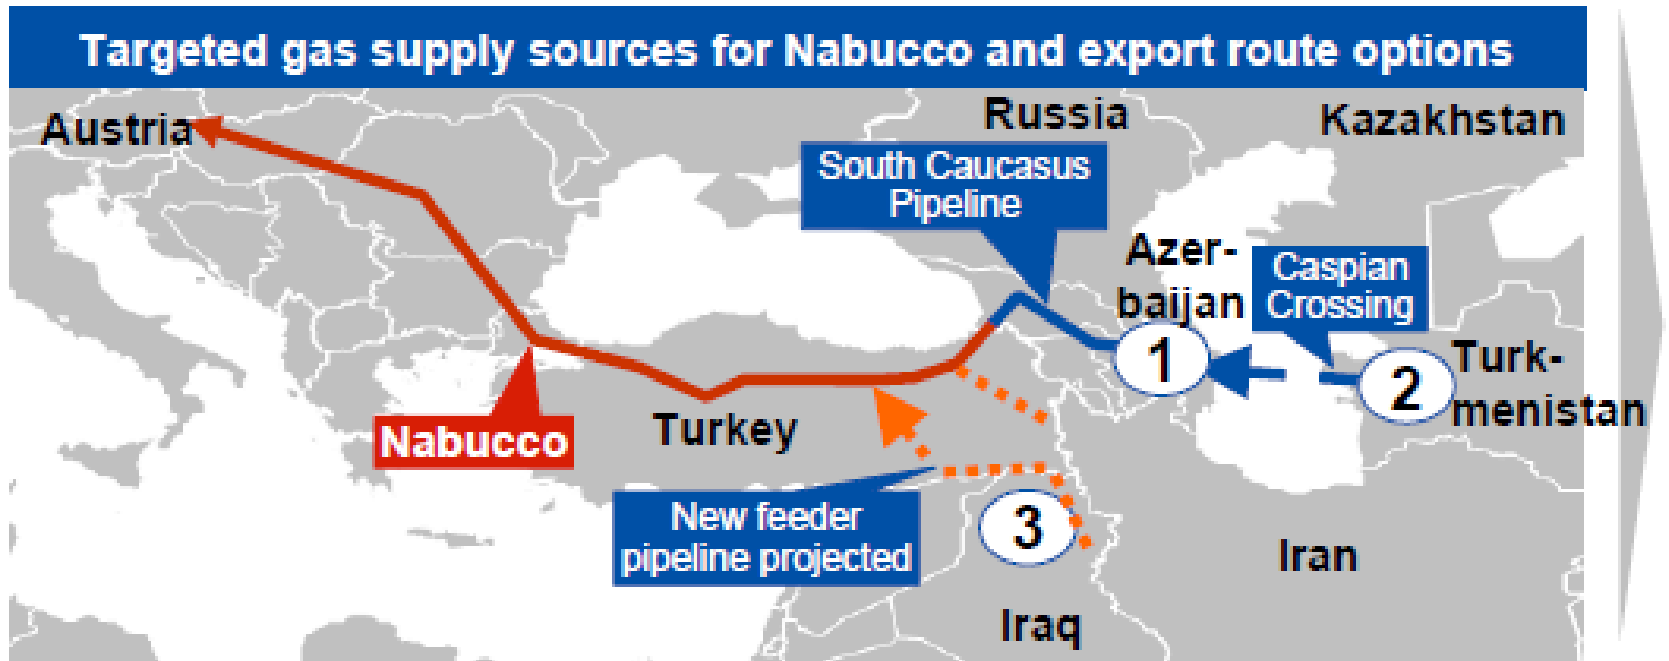 Targeted gas supply sources for Nabucco and export route options
Austria
Russia
Kazakhstan
South Caucasus
Pipeline
Azer-
baijan
Caspian
Crossing
1
2
Turk-
menistan
Nabucco
Turkey
New feeder
pipeline projected
3
Iran
Iraq